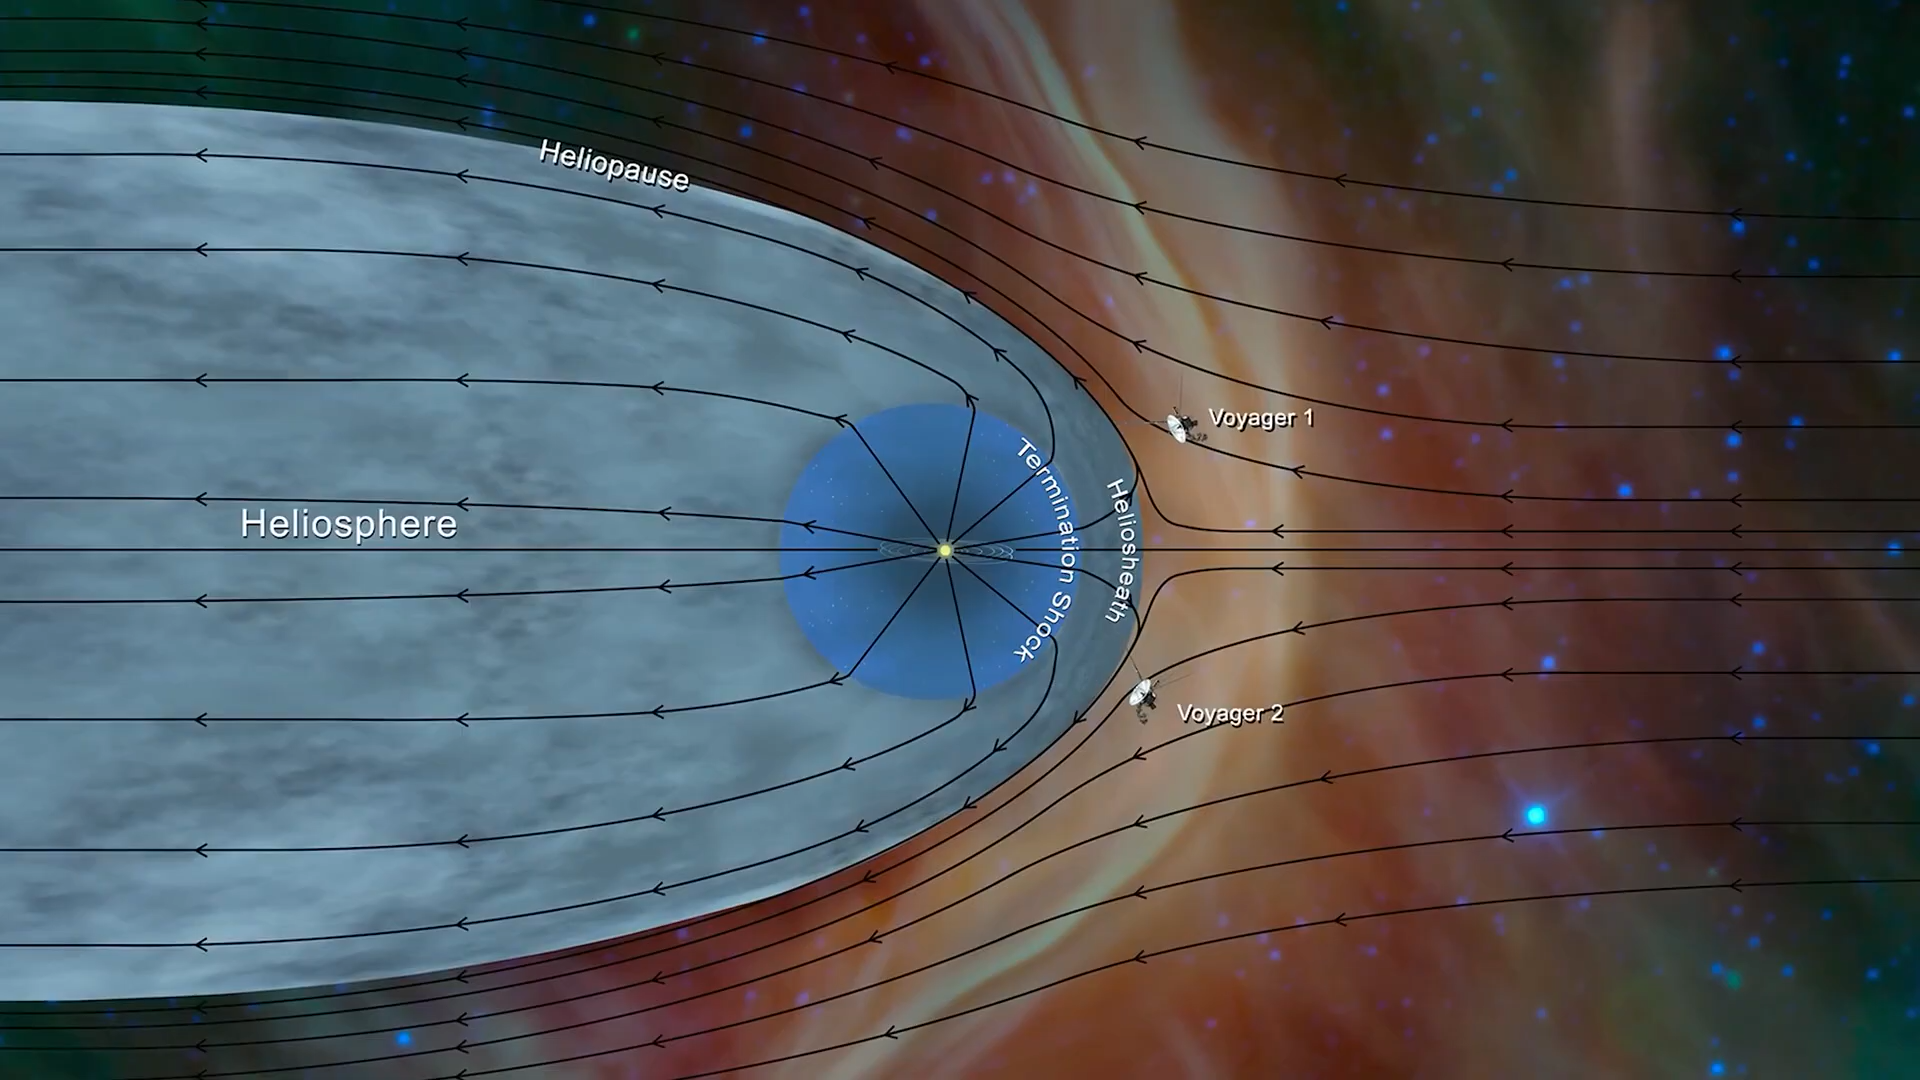 Heliopause
Voyager 1
Termination Shock
Heliosheath
Heliosphere
Voyager 2